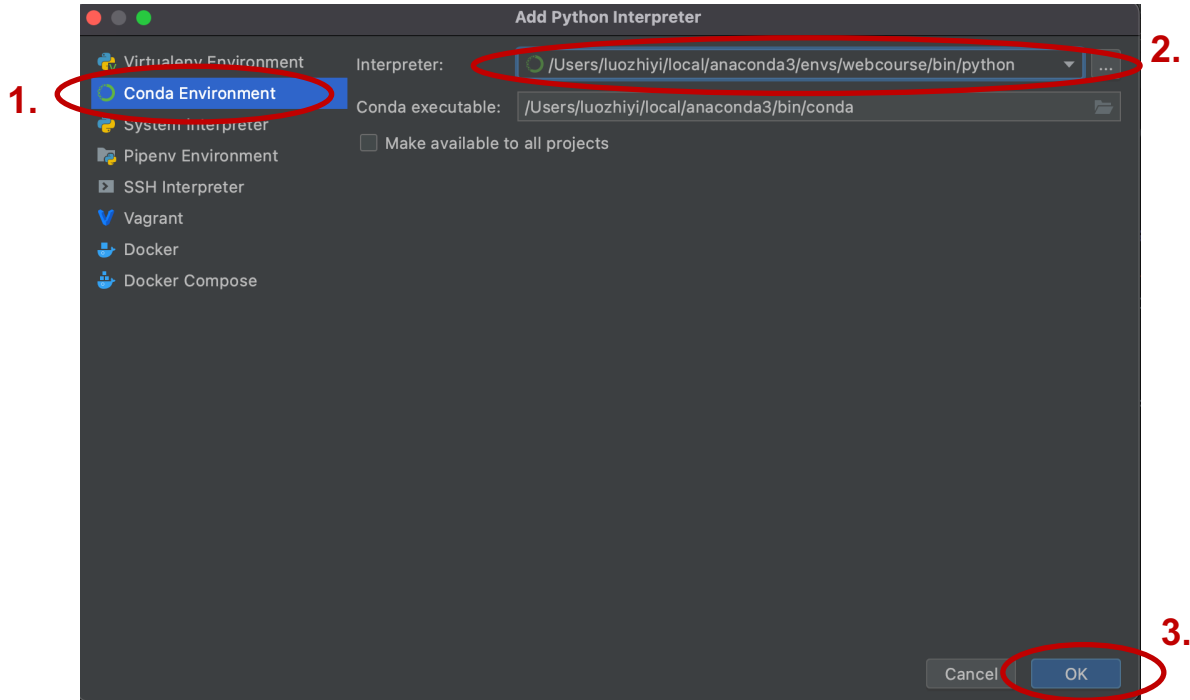 Add Python Interpreter
2.
1.
Virtualenv Environment
Conda Environment
System Interpreter
Pipenv Environment
SSH Interpreter
Vagrant
Docker
Docker Compose
Interpreter: /Users/luozhiyi/local/anaconda3/envs/webcourse/bin/python ...
Conda executable: /Users/luozhiyi/local/anaconda3/bin/conda
Make available to all projects
3.
Cancel OK